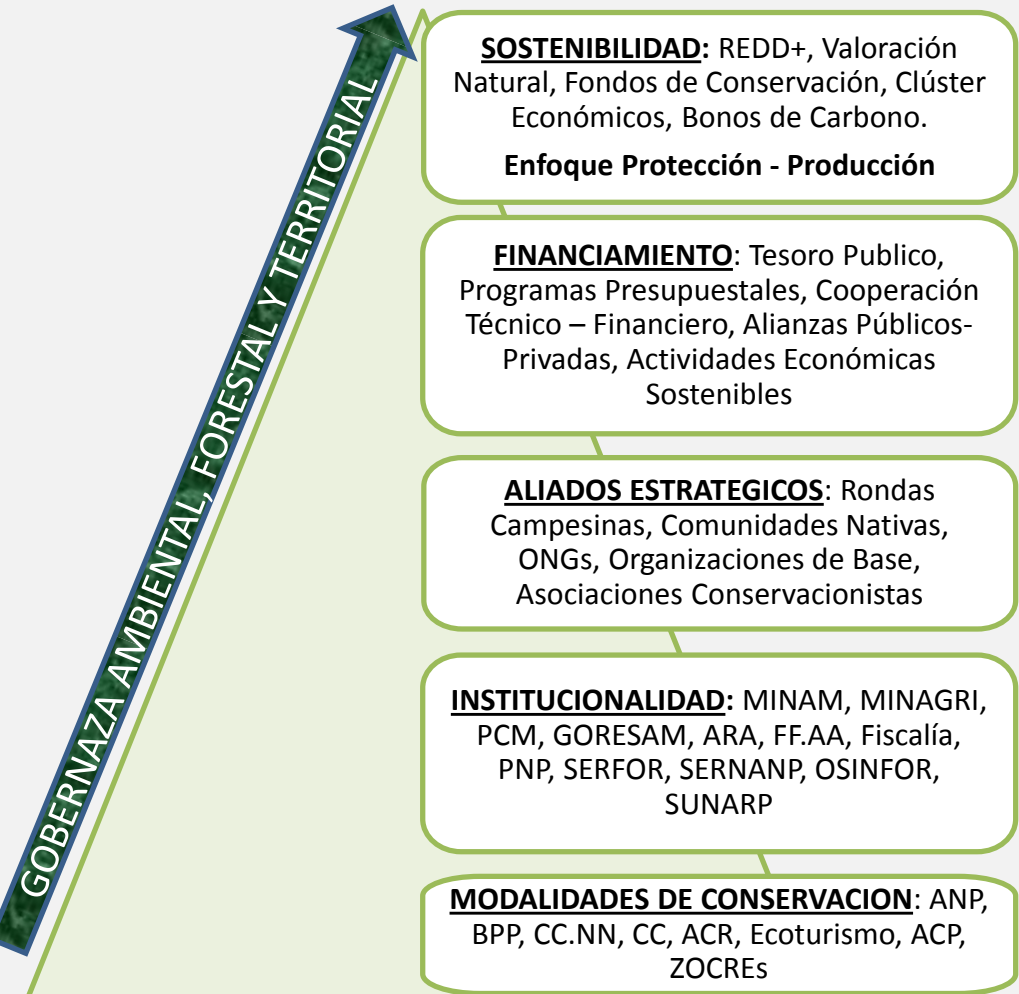 GOBERNAZA AMBIENTAL, FORESTAL Y TERRITORIAL
SOSTENIBILIDAD: REDD+, Valoración
Natural, Fondos de Conservación, Clúster
Económicos, Bonos de Carbono.
Enfoque Protección - Producción
FINANCIAMIENTO: Tesoro Publico,
Programas Presupuestales, Cooperación
Técnico – Financiero, Alianzas Públicos-
Privadas, Actividades Económicas
Sostenibles
ALIADOS ESTRATEGICOS: Rondas
Campesinas, Comunidades Nativas,
ONGs, Organizaciones de Base,
Asociaciones Conservacionistas
INSTITUCIONALIDAD: MINAM, MINAGRI,
PCM, GORESAM, ARA, FF.AA, Fiscalía,
PNP, SERFOR, SERNANP, OSINFOR,
SUNARP
MODALIDADES DE CONSERVACION: ANP,
BPP, CC.NN, CC, ACR, Ecoturismo, ACP,
ZOCREs